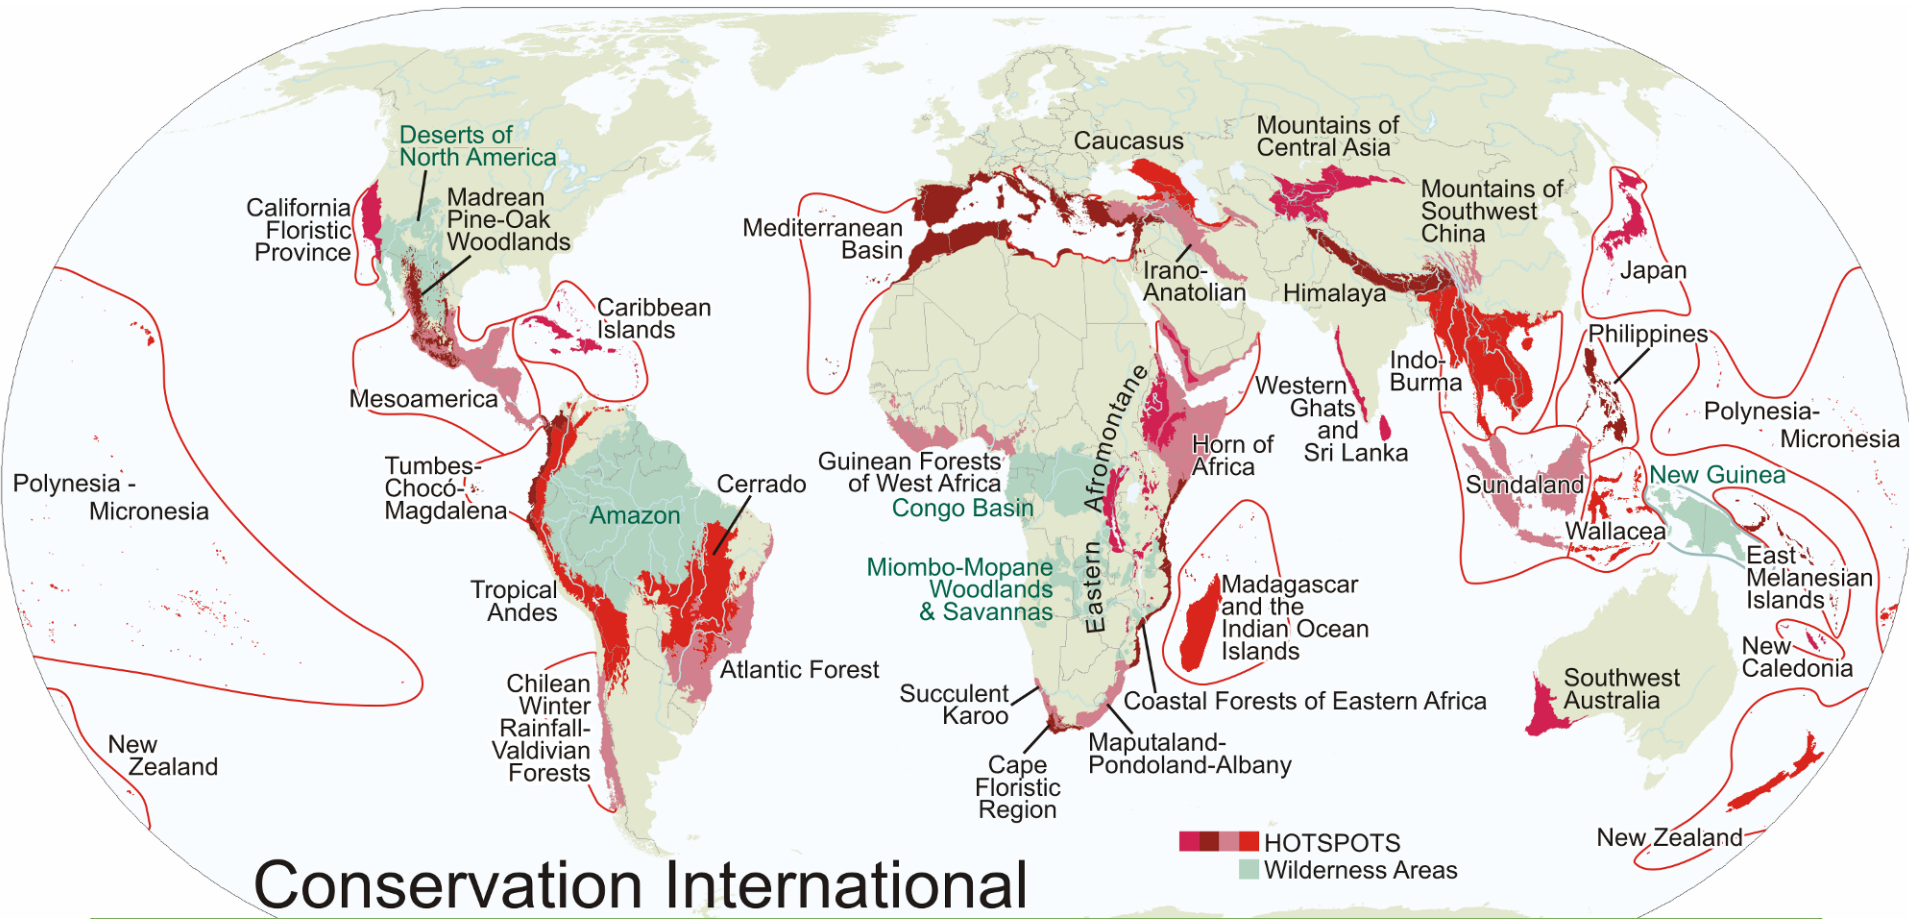 Deserts of
North America
California
Floristic
Province
Madrean
Pine-Oak
Woodlands
Caribbean
Islands
Mesoamerica
Polynesia -
Micronesia
Tumbes-
Chocó-
Magdalena
Amazon
Cerrado
Tropical
Andes
Atlantic Forest
Chilean
Winter
Rainfall-
Valdivian
Forests
New
Zealand
Mediterranean
Basin
Caucasus
Mountains of
Central Asia
Mountains of
Southwest
China
Japan
Irano-
Anatolian
Himalaya
Philippines
Indo-
Burma
Western
Ghats
and
Sri Lanka
Polynesia-
Micronesia
Horn of
Africa
Eastern Afromontane
Guinean Forests
of West Africa
Congo Basin
Sundaland
New Guinea
Wallacea
East
Melanesian
Islands
Miombo-Mopane
Woodlands
& Savannas
Madagascar
and the
Indian Ocean
Islands
New
Caledonia
Southwest
Australia
Succulent
Karoo
Coastal Forests of Eastern Africa
Maputaland-
Pondoland-Albany
Cape
Floristic
Region
New Zealand
HOTSPOTS
Wilderness Areas
Conservation International